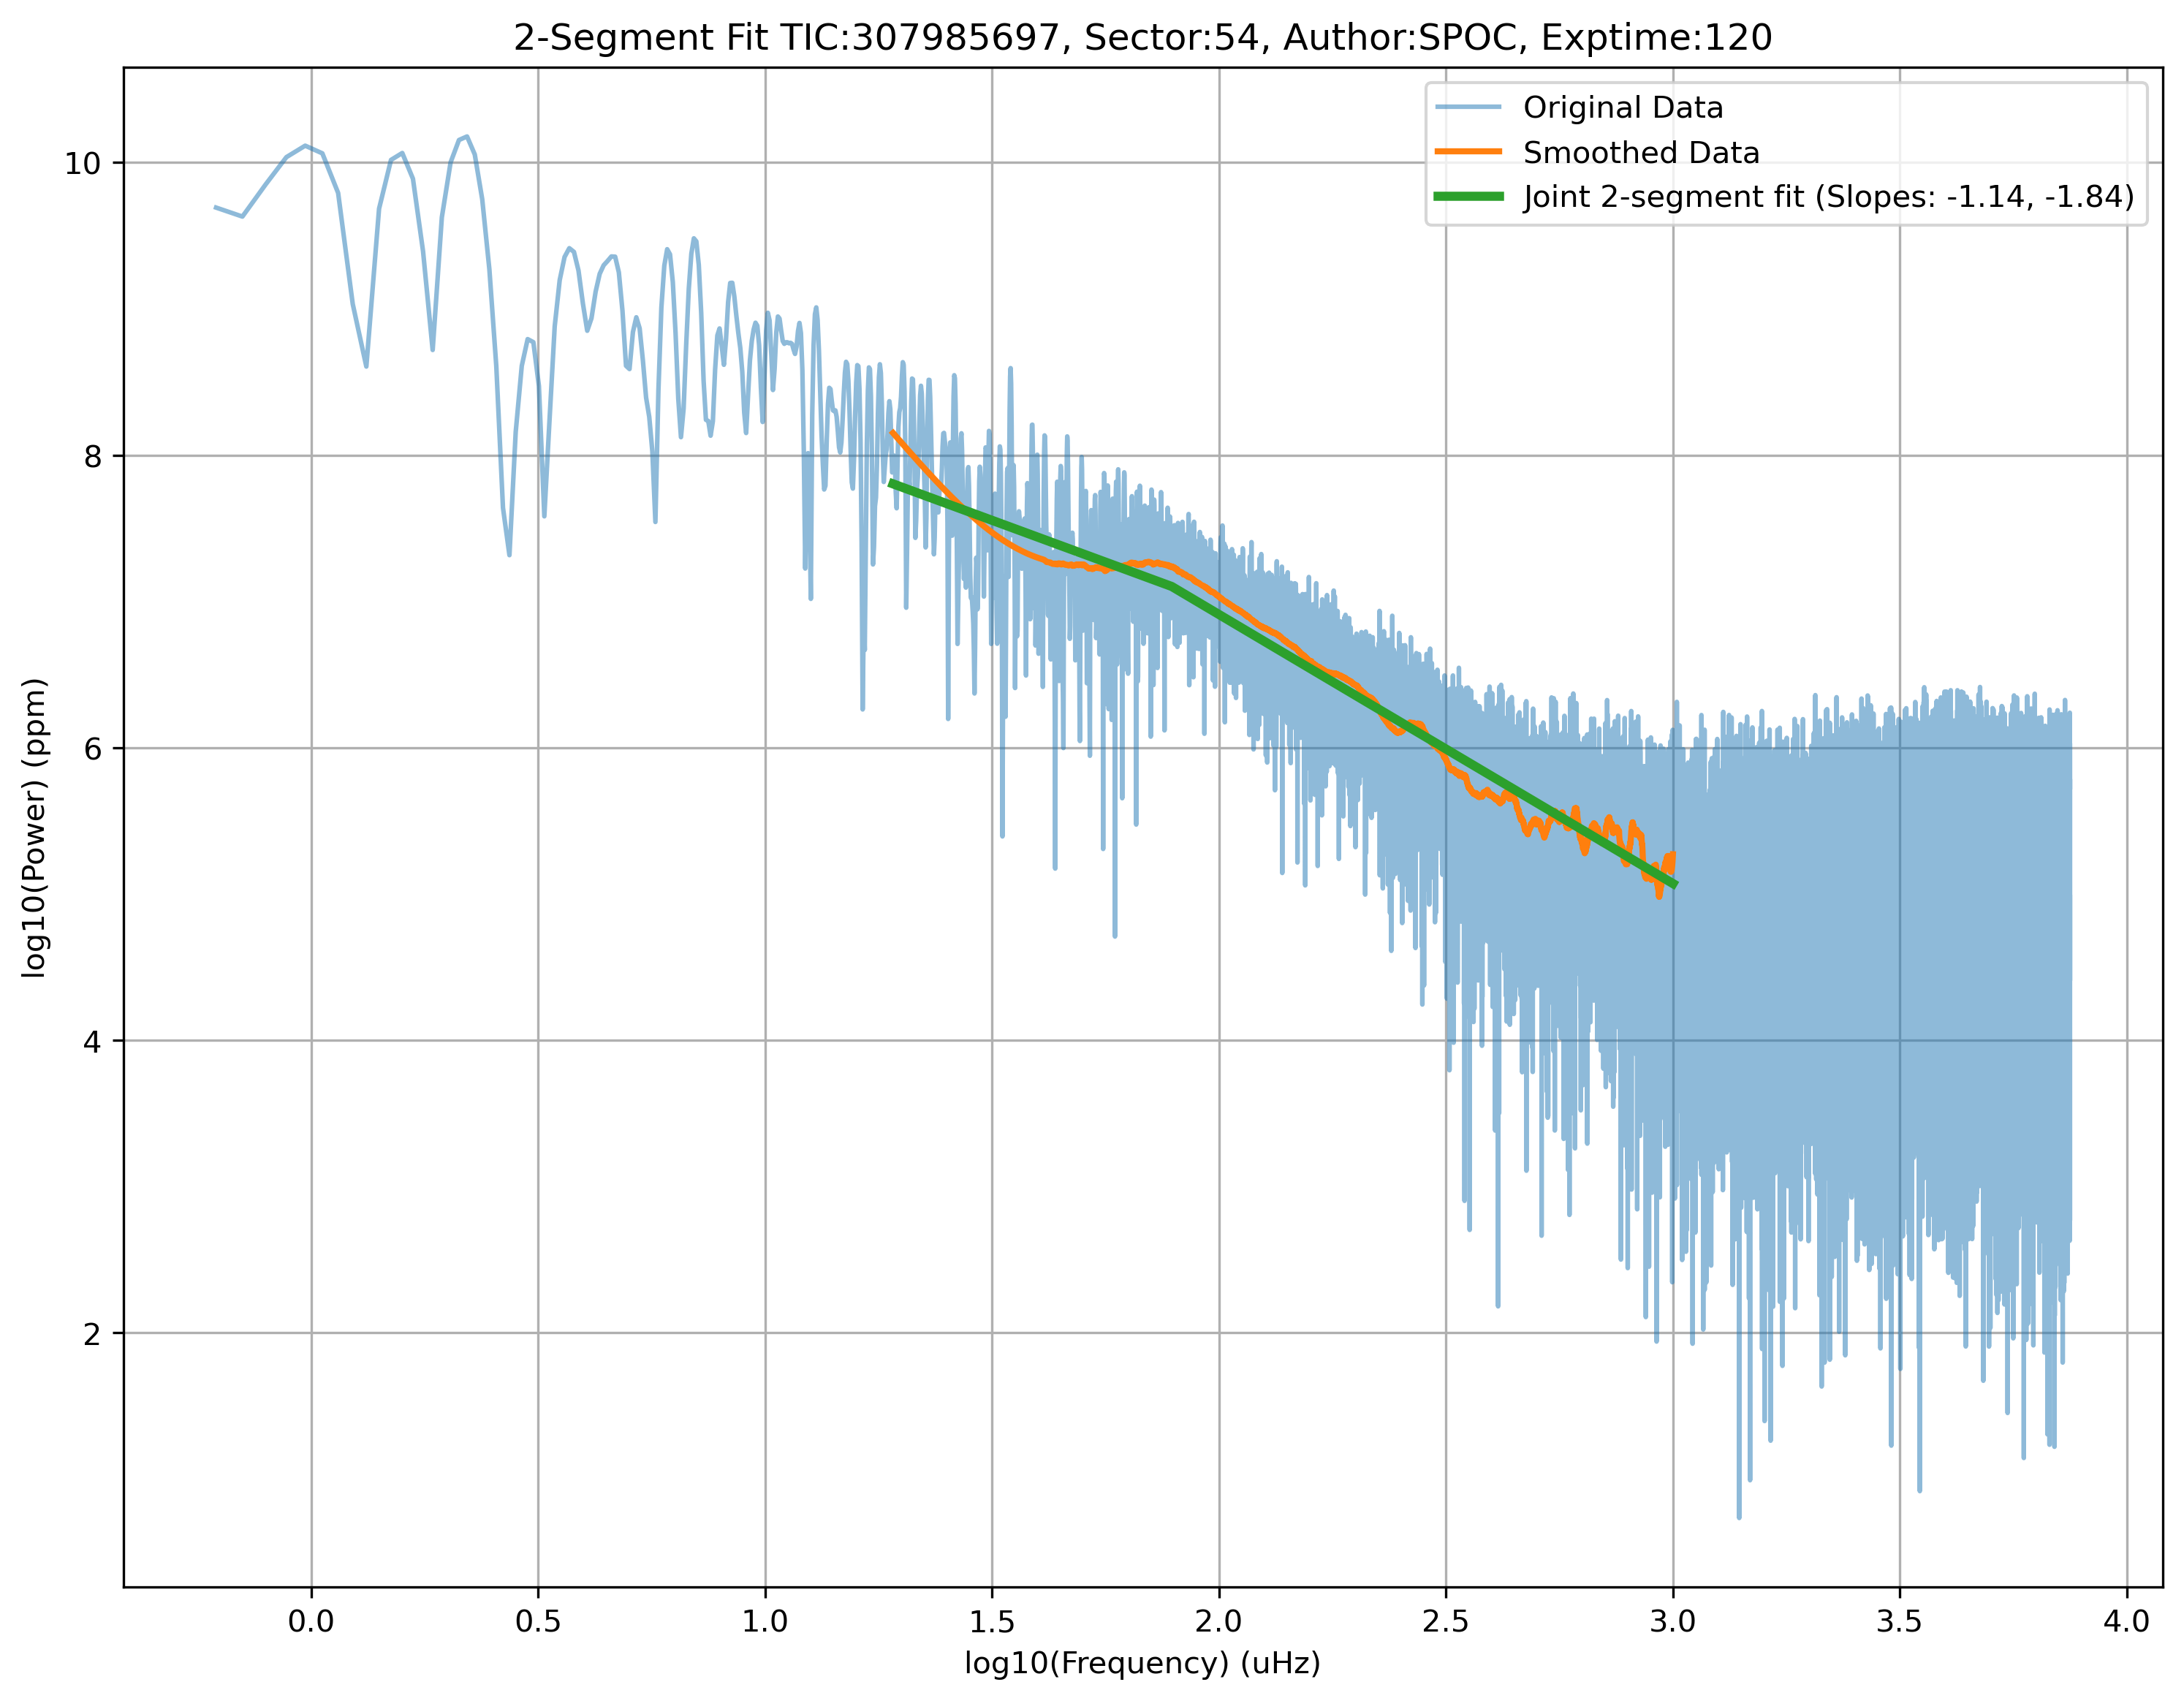 2-Segment Fit TIC:307985697, Sector:54, Author:SPOC, Exptime:120
Original Data
Smoothed Data
Joint 2-segment fit (Slopes: -1.14, -1.84)
log10(Power) (ppm)
10
8
6
4
2
0.0 0.5 1.0 1.5 2.0 2.5 3.0 3.5 4.0
log10(Frequency) (uHz)